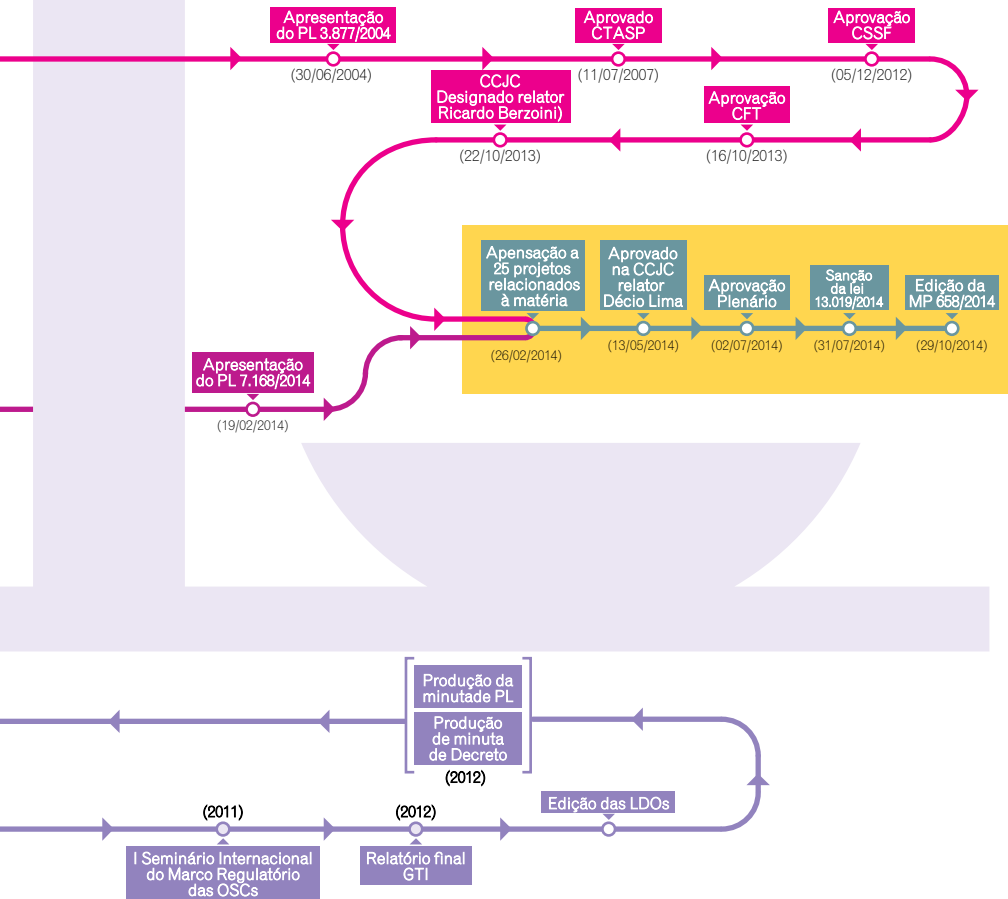 Apresentação
do PL 3.877/2004
(30/06/2004)
Aprovado
CTASP
(11/07/2007)
Aprovação
CSSF
(05/12/2012)
Aprovação
CFT
(16/10/2013)
CCJC
Designado relator
Ricardo Berzoini)
(22/10/2013)
Apensação a
25 projetos
relacionados
à matéria
(26/02/2014)
Aprovado
na CCJC
relator
Décio Lima
(13/05/2014)
Aprovação
Plenário
(02/07/2014)
Sanção
da lei
13.019/2014
(31/07/2014)
Edição da
MP 658/2014
(29/10/2014)
Apresentação
do PL 7.168/2014
(19/02/2014)
Produção da
minutade PL
Produção
de minuta
de Decreto
(2012)
(2011)
I Seminário Internacional
do Marco Regulatório
das OSCs
(2012)
Relatório final
GTI
Edição das LDOs